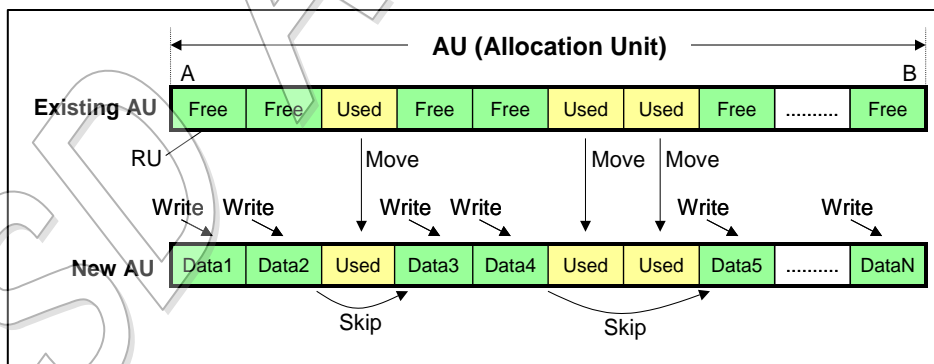 AU (Allocation Unit)
A B
Existing AU Free Free Used Free Free Used Used Free .......... Free
RU Move Move Move
Write Write Write Write Write Write
New AU Data1 Data2 Used Data3 Data4 Used Used Data5 .......... DataN
Skip Skip